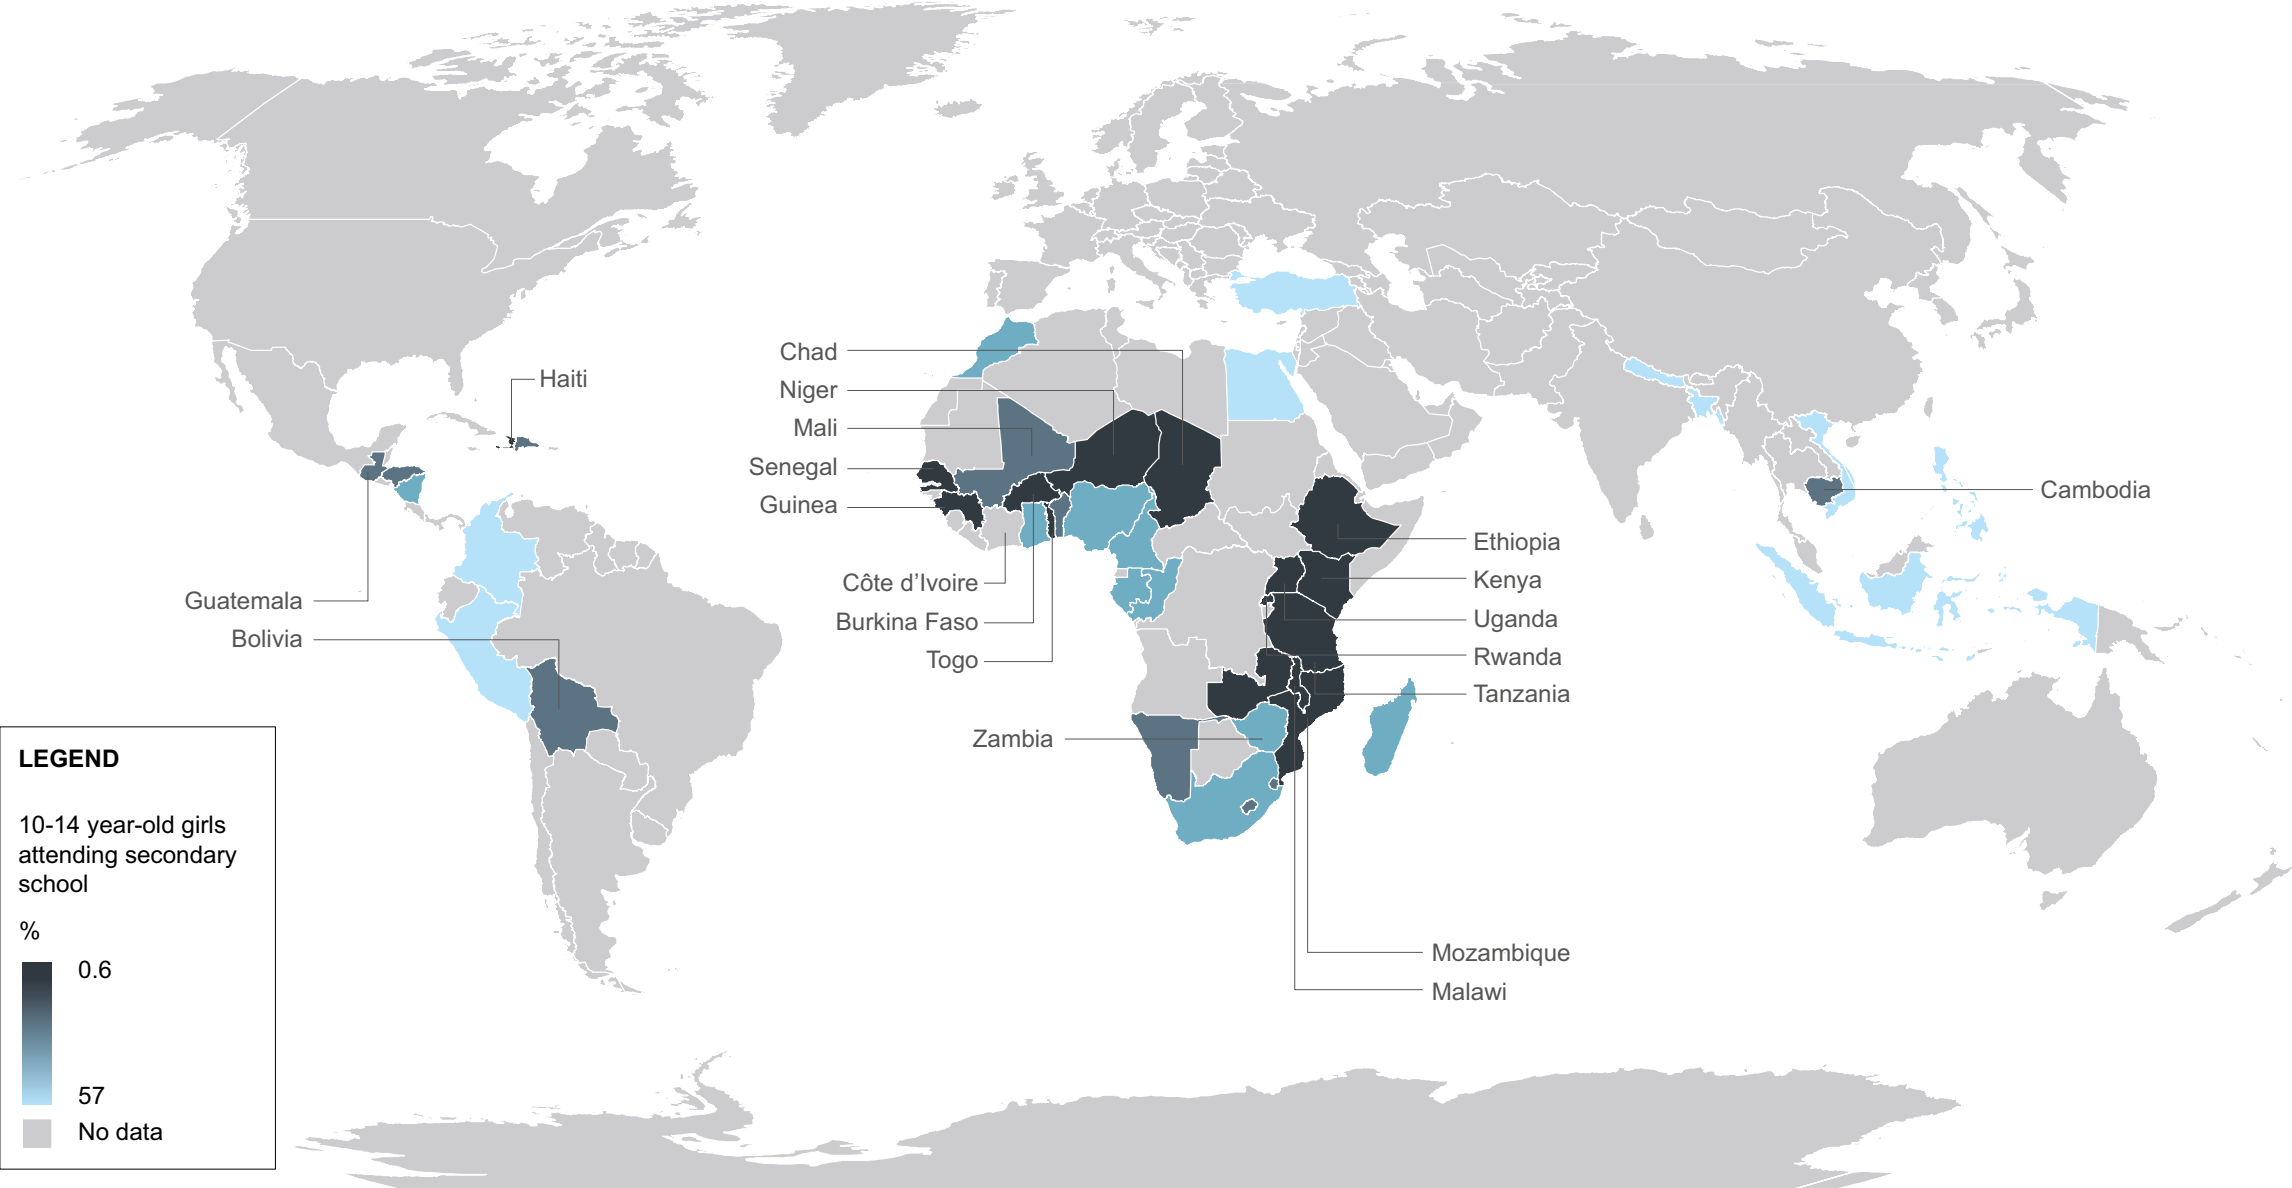 Haiti
Guatemala
Bolivia
Chad
Niger
Mali
Senegal
Guinea
Côte d’Ivoire
Burkina Faso
Togo
Zambia
Ethiopia
Kenya
Uganda
Rwanda
Tanzania
Mozambique
Malawi
Cambodia
LEGEND
10-14 year-old girls
attending secondary
school
%
0.6
57
No data